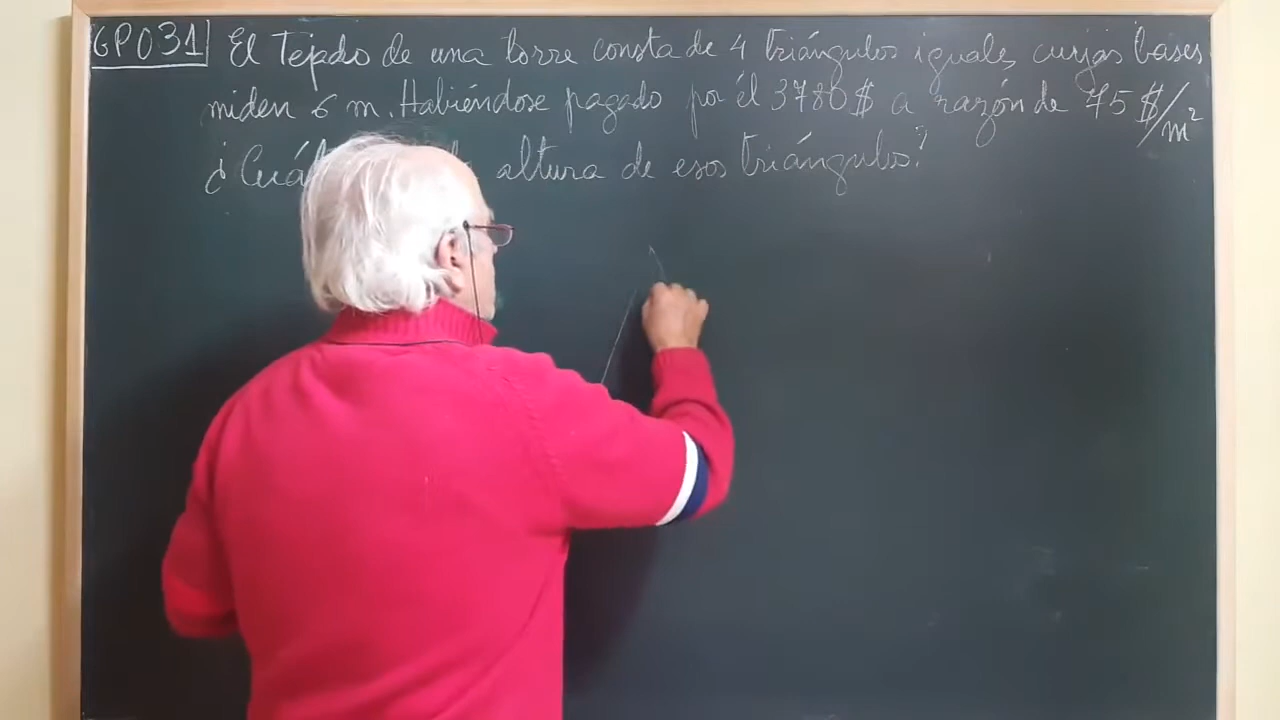 GP031 El Tejado de una torre consta de 4 triángulos iguales cuyas bases
miden 6 m. Habiéndose pagado por él 3780$ a razón de 45 $/m²
¿Cuál altura de esos triángulos?